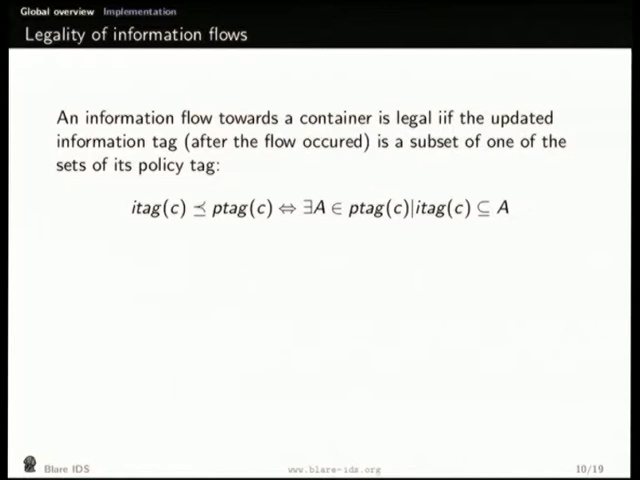 Global overview Implementation
Legality of information flows
An information flow towards a container is legal iif the updated
information tag (after the flow occured) is a subset of one of the
sets of its policy tag:
itag(c) ⪯ ptag(c) ⇔ ∃A ∈ ptag(c)|itag(c) ⊆ A
Blare IDS www.blare-ids.org 10/19